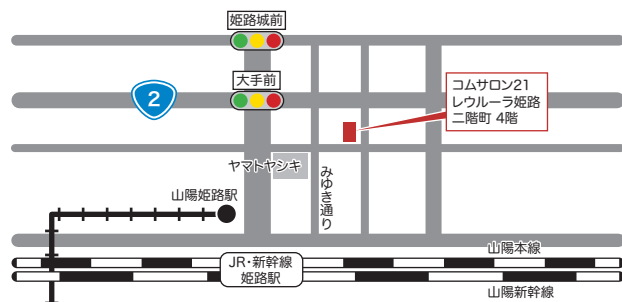 姫路城前
大手前
2
コムサロン21
レウルーラ姫路
二階町 4階
ヤマトヤシキ
みゆき通り
山陽姫路駅
山陽本線
JR・新幹線
姫路駅
山陽新幹線